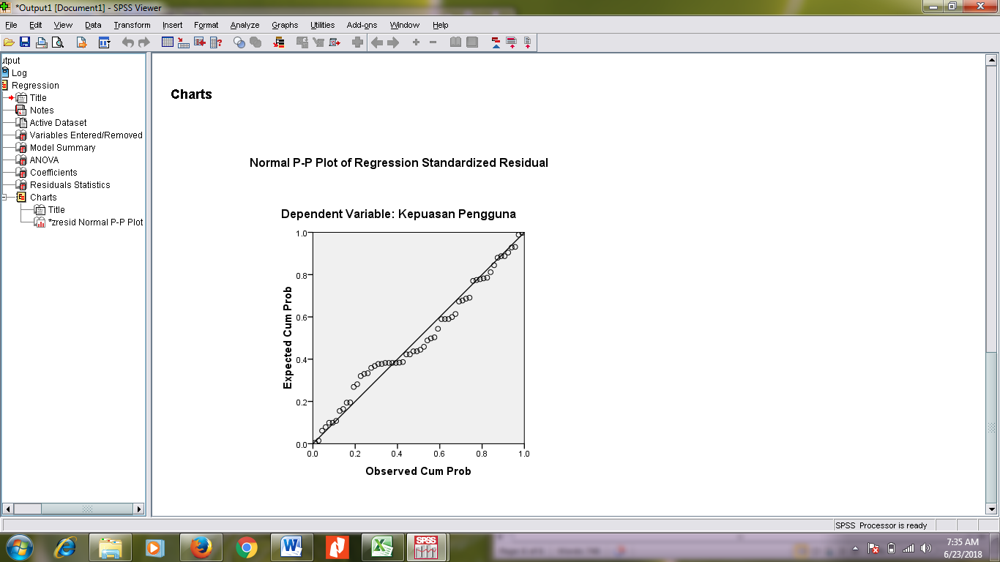 *Output1 [Document1] - SPSS Viewer
File Edit View Data Transform Insert Format Analyze Graphs Utilities Add-ons Window Help
utput
Log
Regression
Title
Notes
Active Dataset
Variables Entered/Removed
Model Summary
ANOVA
Coefficients
Residuals Statistics
Charts
Title
*zresid Normal P-P Plot
Charts
Normal P-P Plot of Regression Standardized Residual
Dependent Variable: Kepuasan Pengguna
1.0
0.8
0.6
0.4
0.2
0.0
Expected Cum Prob
0.0 0.2 0.4 0.6 0.8 1.0
Observed Cum Prob
SPSS Processor is ready
SPSS
7:35 AM
6/23/2018